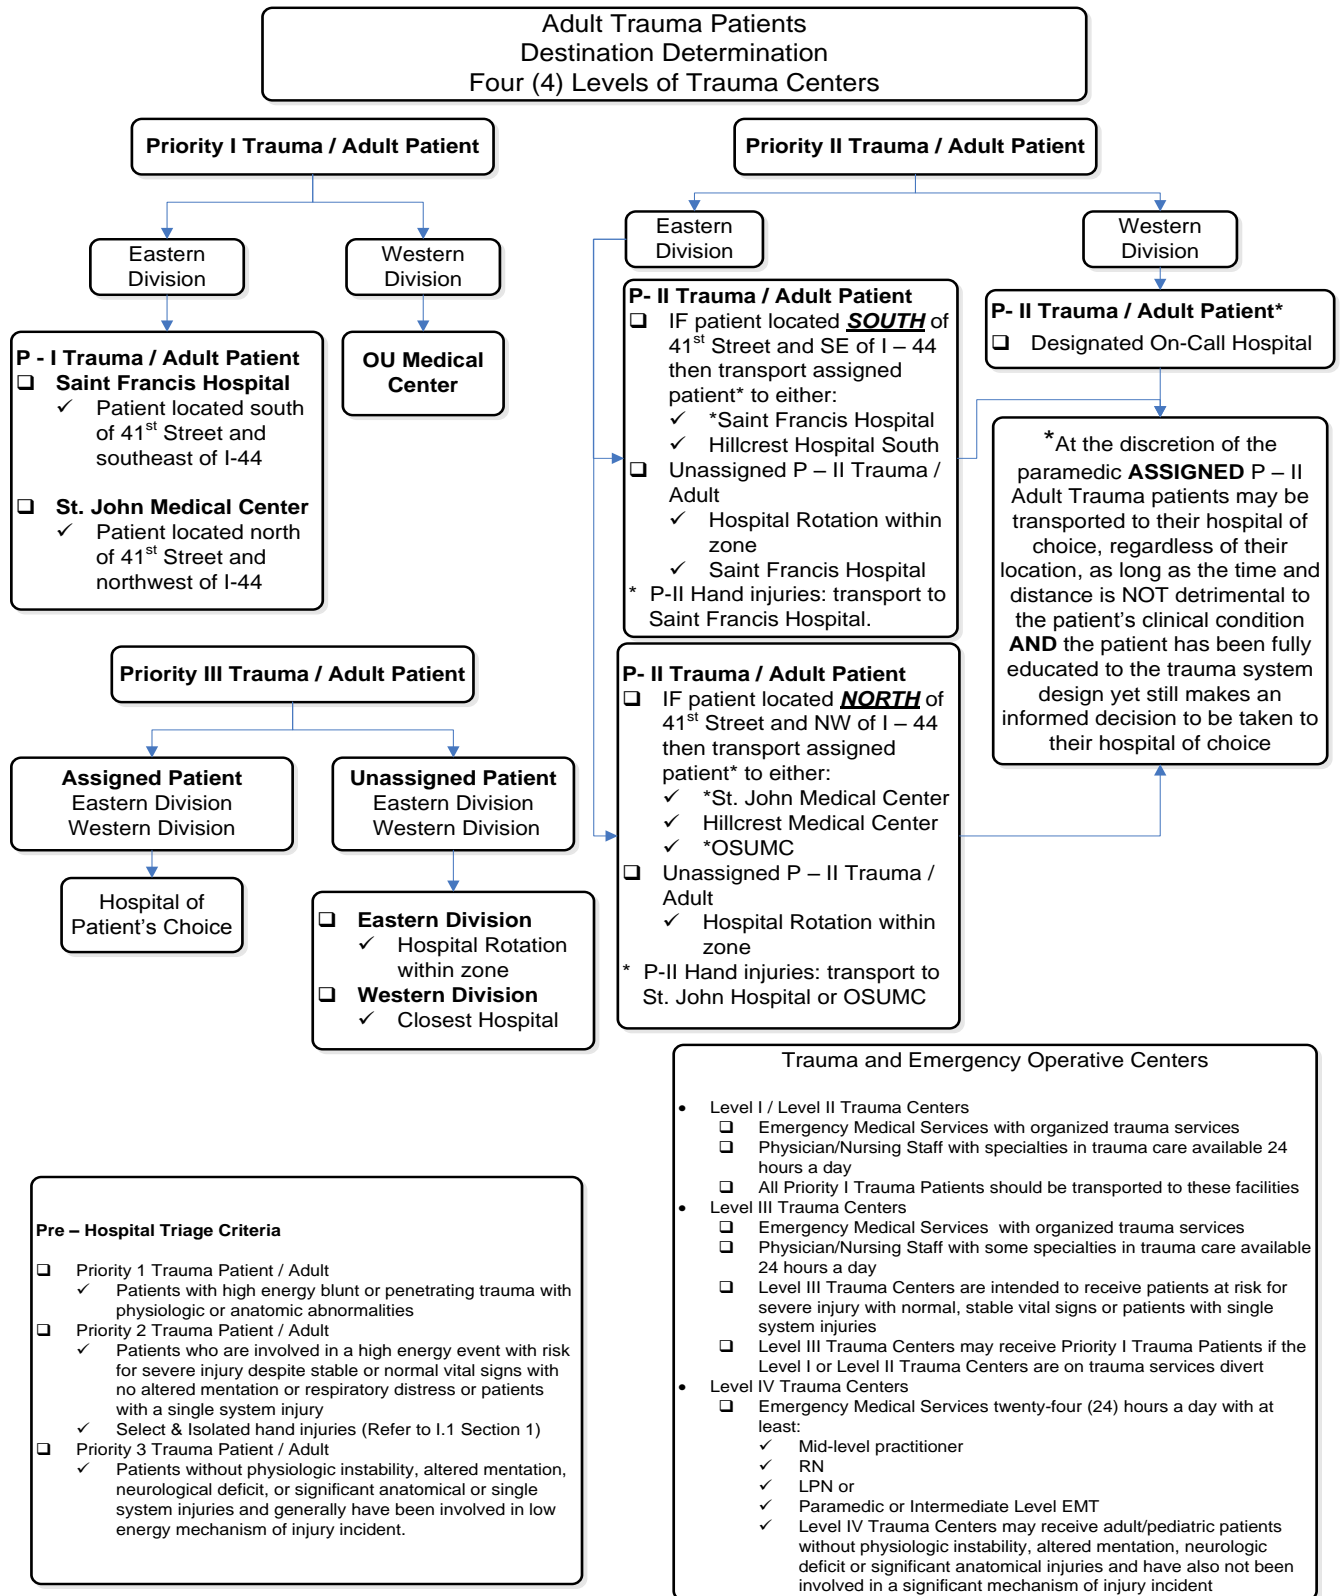 Adult Trauma Patients
Destination Determination
Four (4) Levels of Trauma Centers
Priority I Trauma / Adult Patient
Eastern
Division
Western
Division
P - I Trauma / Adult Patient
❑ Saint Francis Hospital
✓ Patient located south
of 41st Street and
southeast of I-44
❑ St. John Medical Center
✓ Patient located north
of 41st Street and
northwest of I-44
OU Medical
Center
Priority II Trauma / Adult Patient
Eastern
Division
Western
Division
P- II Trauma / Adult Patient
❑ IF patient located SOUTH of
41st Street and SE of I – 44
then transport assigned
patient* to either:
✓ *Saint Francis Hospital
✓ Hillcrest Hospital South
❑ Unassigned P – II Trauma /
Adult
✓ Hospital Rotation within
zone
✓ Saint Francis Hospital
* P-II Hand injuries: transport to
Saint Francis Hospital.
P- II Trauma / Adult Patient*
❑ Designated On-Call Hospital
*At the discretion of the
paramedic ASSIGNED P – II
Adult Trauma patients may be
transported to their hospital of
choice, regardless of their
location, as long as the time and
distance is NOT detrimental to
the patient's clinical condition
AND the patient has been fully
educated to the trauma system
design yet still makes an
informed decision to be taken to
their hospital of choice
P- II Trauma / Adult Patient
❑ IF patient located NORTH of
41st Street and NW of I – 44
then transport assigned
patient* to either:
✓ *St. John Medical Center
✓ Hillcrest Medical Center
✓ *OSUMC
❑ Unassigned P – II Trauma /
Adult
✓ Hospital Rotation within
zone
* P-II Hand injuries: transport to
St. John Hospital or OSUMC
Priority III Trauma / Adult Patient
Assigned Patient
Eastern Division
Western Division
Unassigned Patient
Eastern Division
Western Division
Hospital of
Patient's Choice
❑ Eastern Division
✓ Hospital Rotation
within zone
❑ Western Division
✓ Closest Hospital
Pre – Hospital Triage Criteria
❑ Priority 1 Trauma Patient / Adult
✓ Patients with high energy blunt or penetrating trauma with
physiologic or anatomic abnormalities
❑ Priority 2 Trauma Patient / Adult
✓ Patients who are involved in a high energy event with risk
for severe injury despite stable or normal vital signs with
no altered mentation or respiratory distress or patients
with a single system injury
✓ Select & Isolated hand injuries (Refer to I.1 Section 1)
❑ Priority 3 Trauma Patient / Adult
✓ Patients without physiologic instability, altered mentation,
neurological deficit, or significant anatomical or single
system injuries and generally have been involved in low
energy mechanism of injury incident.
Trauma and Emergency Operative Centers
• Level I / Level II Trauma Centers
❑ Emergency Medical Services with organized trauma services
❑ Physician/Nursing Staff with specialties in trauma care available 24
hours a day
❑ All Priority I Trauma Patients should be transported to these facilities
• Level III Trauma Centers
❑ Emergency Medical Services with organized trauma services
❑ Physician/Nursing Staff with some specialties in trauma care available
24 hours a day
❑ Level III Trauma Centers are intended to receive patients at risk for
severe injury with normal, stable vital signs or patients with single
system injuries
❑ Level III Trauma Centers may receive Priority I Trauma Patients if the
Level I or Level II Trauma Centers are on trauma services divert
• Level IV Trauma Centers
❑ Emergency Medical Services twenty-four (24) hours a day with at
least:
✓ Mid-level practitioner
✓ RN
✓ LPN or
✓ Paramedic or Intermediate Level EMT
✓ Level IV Trauma Centers may receive adult/pediatric patients
without physiologic instability, altered mentation, neurologic
deficit or significant anatomical injuries and have also not been
involved in a significant mechanism of injury incident